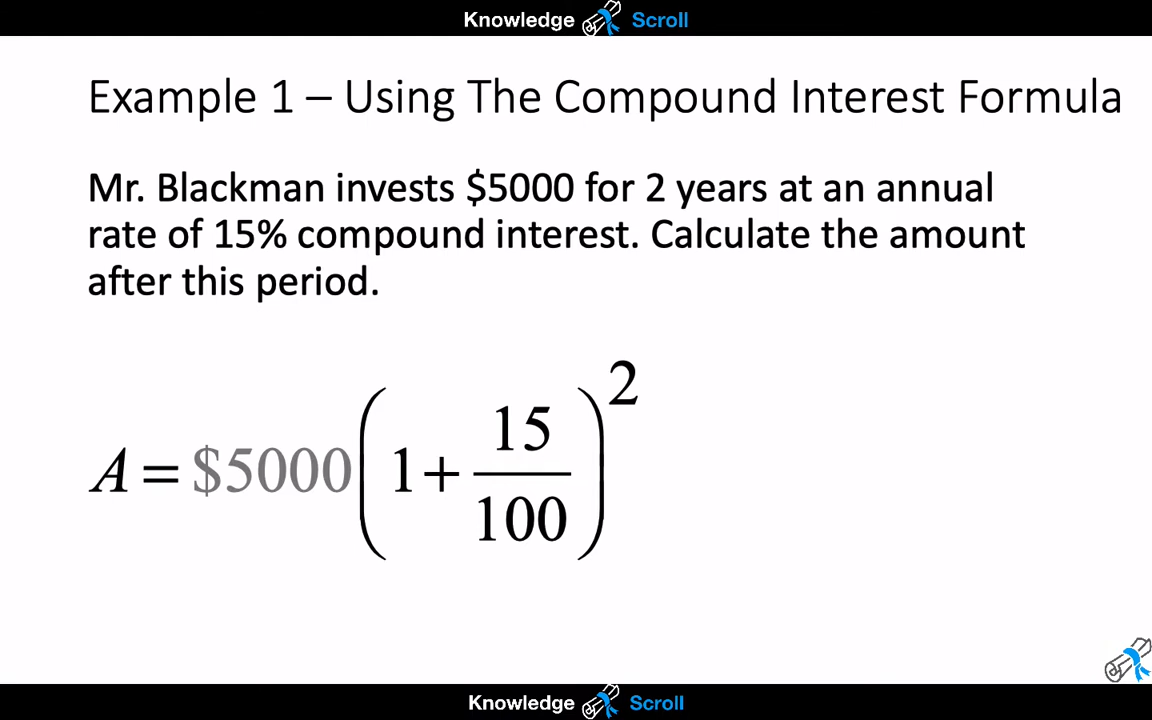 Knowledge Scroll
Example 1 – Using The Compound Interest Formula
Mr. Blackman invests $5000 for 2 years at an annual
rate of 15% compound interest. Calculate the amount
after this period.
A = $5000(1 + 15/100)^2
Knowledge Scroll